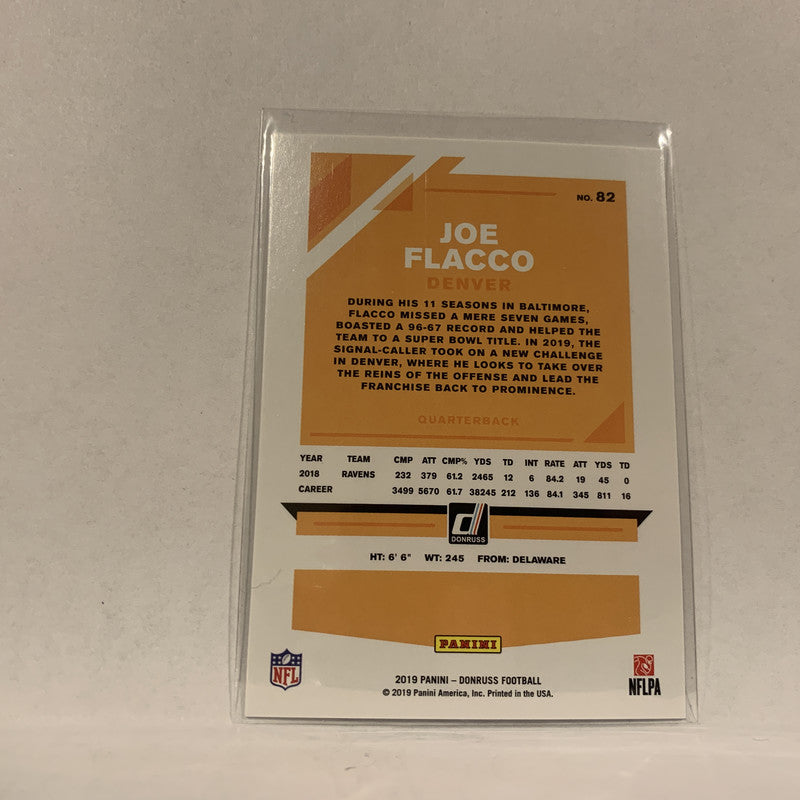 NO. 82
JOE
FLACCO
DENVER
DURING HIS 11 SEASONS IN BALTIMORE,
FLACCO MISSED A MERE SEVEN GAMES,
BOASTED A 96-67 RECORD AND HELPED THE
TEAM TO A SUPER BOWL TITLE. IN 2019, THE
SIGNAL-CALLER TOOK ON A NEW CHALLENGE
IN DENVER, WHERE HE LOOKS TO TAKE OVER
THE REINS OF THE OFFENSE AND LEAD THE
FRANCHISE BACK TO PROMINENCE.
QUARTERBACK
YEAR TEAM CMP ATT CMP% YDS TD INT RATE ATT YDS TD
2018 RAVENS 232 379 61.2 2465 12 6 84.2 19 45 0
CAREER 3499 5670 61.7 38245 212 136 84.1 345 811 16
d
DONRUSS
HT: 6' 6" WT: 245 FROM: DELAWARE
PANINI
NFL
2019 PANINI – DONRUSS FOOTBALL
© 2019 Panini America, Inc. Printed in the USA.
NFLPA